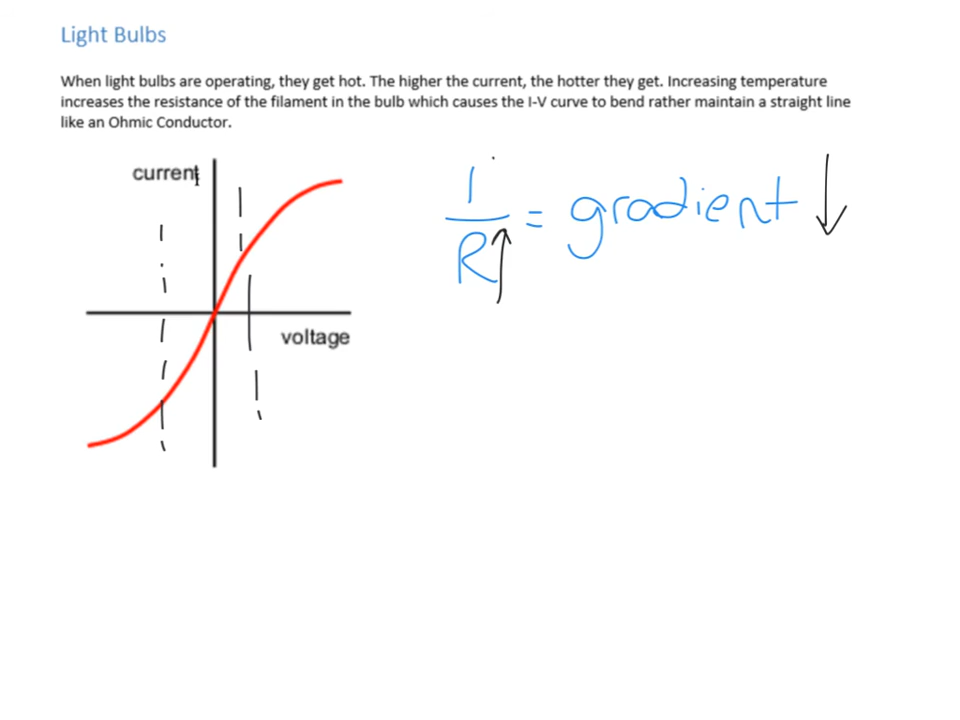 Light Bulbs
When light bulbs are operating, they get hot. The higher the current, the hotter they get. Increasing temperature
increases the resistance of the filament in the bulb which causes the I-V curve to bend rather maintain a straight line
like an Ohmic Conductor.
current
voltage
1
R↑ = gradient ↓